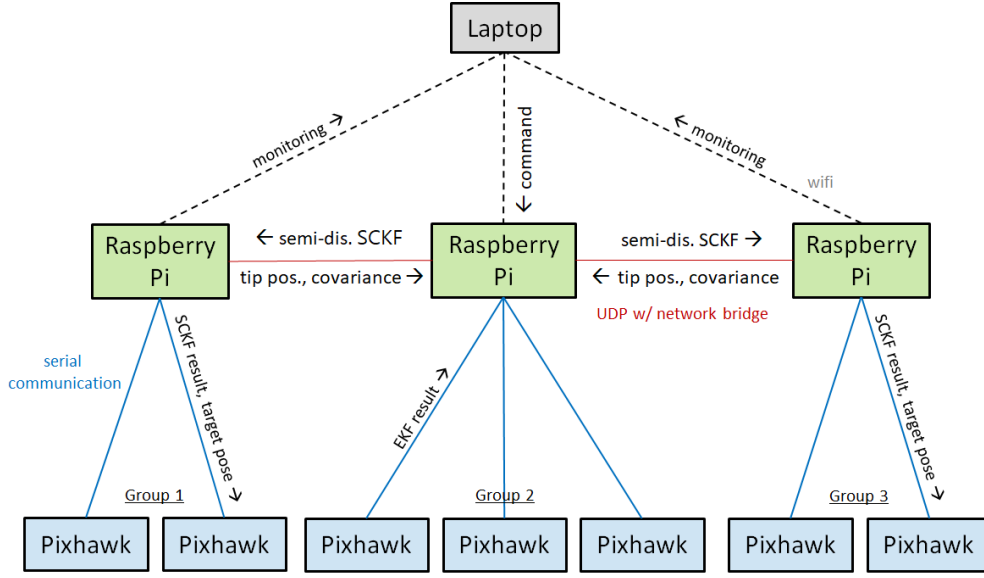 Laptop
monitoring →
← command
← monitoring
wifi
Raspberry
Pi
← semi-dis. SCKF
tip pos., covariance →
Raspberry
Pi
semi-dis. SCKF →
← tip pos., covariance
UDP w/ network bridge
Raspberry
Pi
serial
communication
SCKF result, target pose →
EKF result →
SCKF result, target pose →
Group 1
Group 2
Group 3
Pixhawk
Pixhawk
Pixhawk
Pixhawk
Pixhawk
Pixhawk
Pixhawk